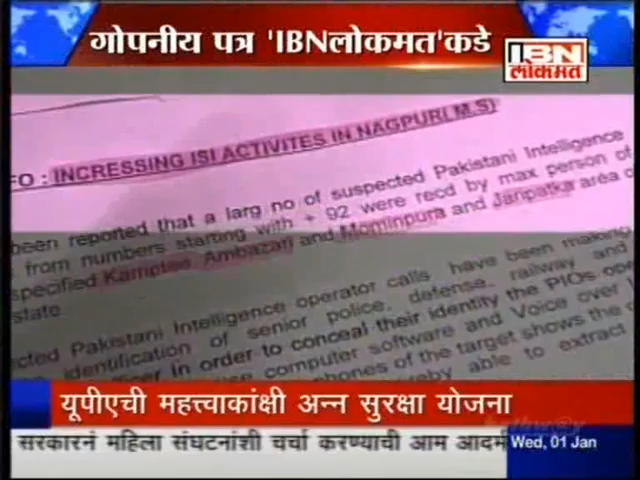 गोपनीय पत्र 'IBNलोकमत'कडे
IBN
लोकमत
FO : INCRESSING ISI ACTIVITES IN NAGPUR( M.S)
been reported that a larg no of suspected Pakistani Intelligence
from numbers starting with + 92 were recd by max person of
specified Kamptee, Ambazari and Mominpura and Jaripatka area
state.
Pakistani Intelligence operator calls have been making
identification of senior police, defense, railway and
in order to conceal their identity the PIOs
computer software and Voice over
phones of the target shows the
able to extract
यूपीएची महत्त्वाकांक्षी अन्न सुरक्षा योजना
सरकारनं महिला संघटनांशी चर्चा करण्याची आम आदमी
Wed, 01 Jan